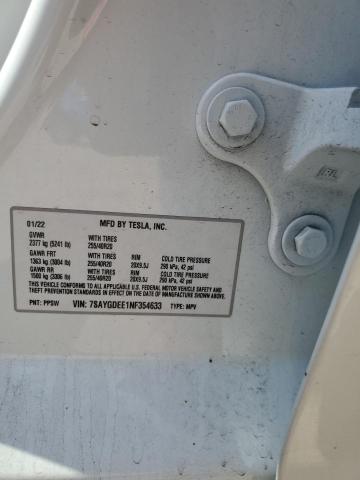 01/22 MFD BY TESLA, INC.
GVWR WITH TIRES
2377 kg (5241 lb) 255/40R20
GAWR FRT WITH TIRES RIM COLD TIRE PRESSURE
1363 kg (3004 lb) 255/40R20 20X9.5J 290 kPa, 42 psi
GAWR RR WITH TIRES RIM COLD TIRE PRESSURE
1500 kg (3306 lb) 255/40R20 20X9.5J 290 kPa, 42 psi
THIS VEHICLE CONFORMS TO ALL APPLICABLE U.S. FEDERAL MOTOR VEHICLE SAFETY AND
THEFT PREVENTION STANDARDS IN EFFECT ON THE DATE OF MANUFACTURE SHOWN ABOVE.
PNT: PPSW VIN: 7SAYGDEE1NF354633 TYPE: MPV